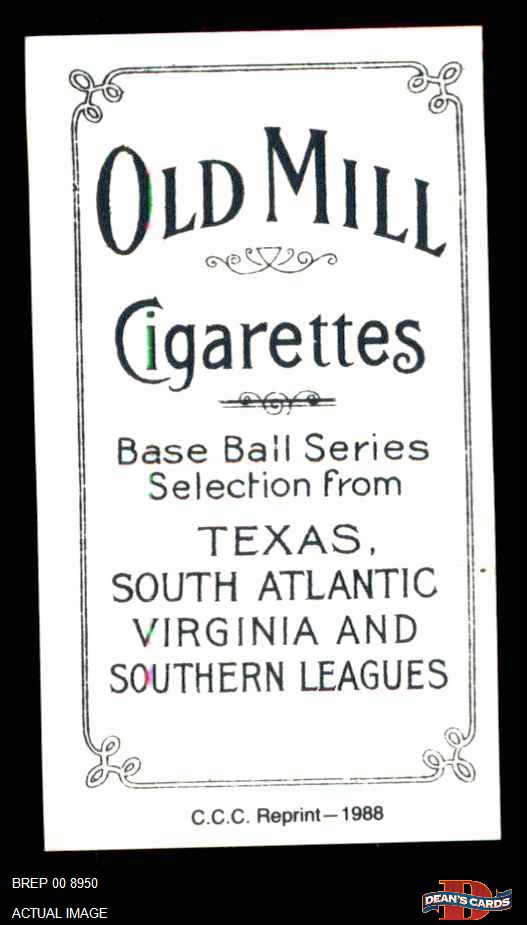 OLD MILL
Cigarettes
Base Ball Series
Selection from
TEXAS,
SOUTH ATLANTIC
VIRGINIA AND
SOUTHERN LEAGUES
C.C.C. Reprint—1988
BREP 00 8950
ACTUAL IMAGE
D
DEAN'S CARDS